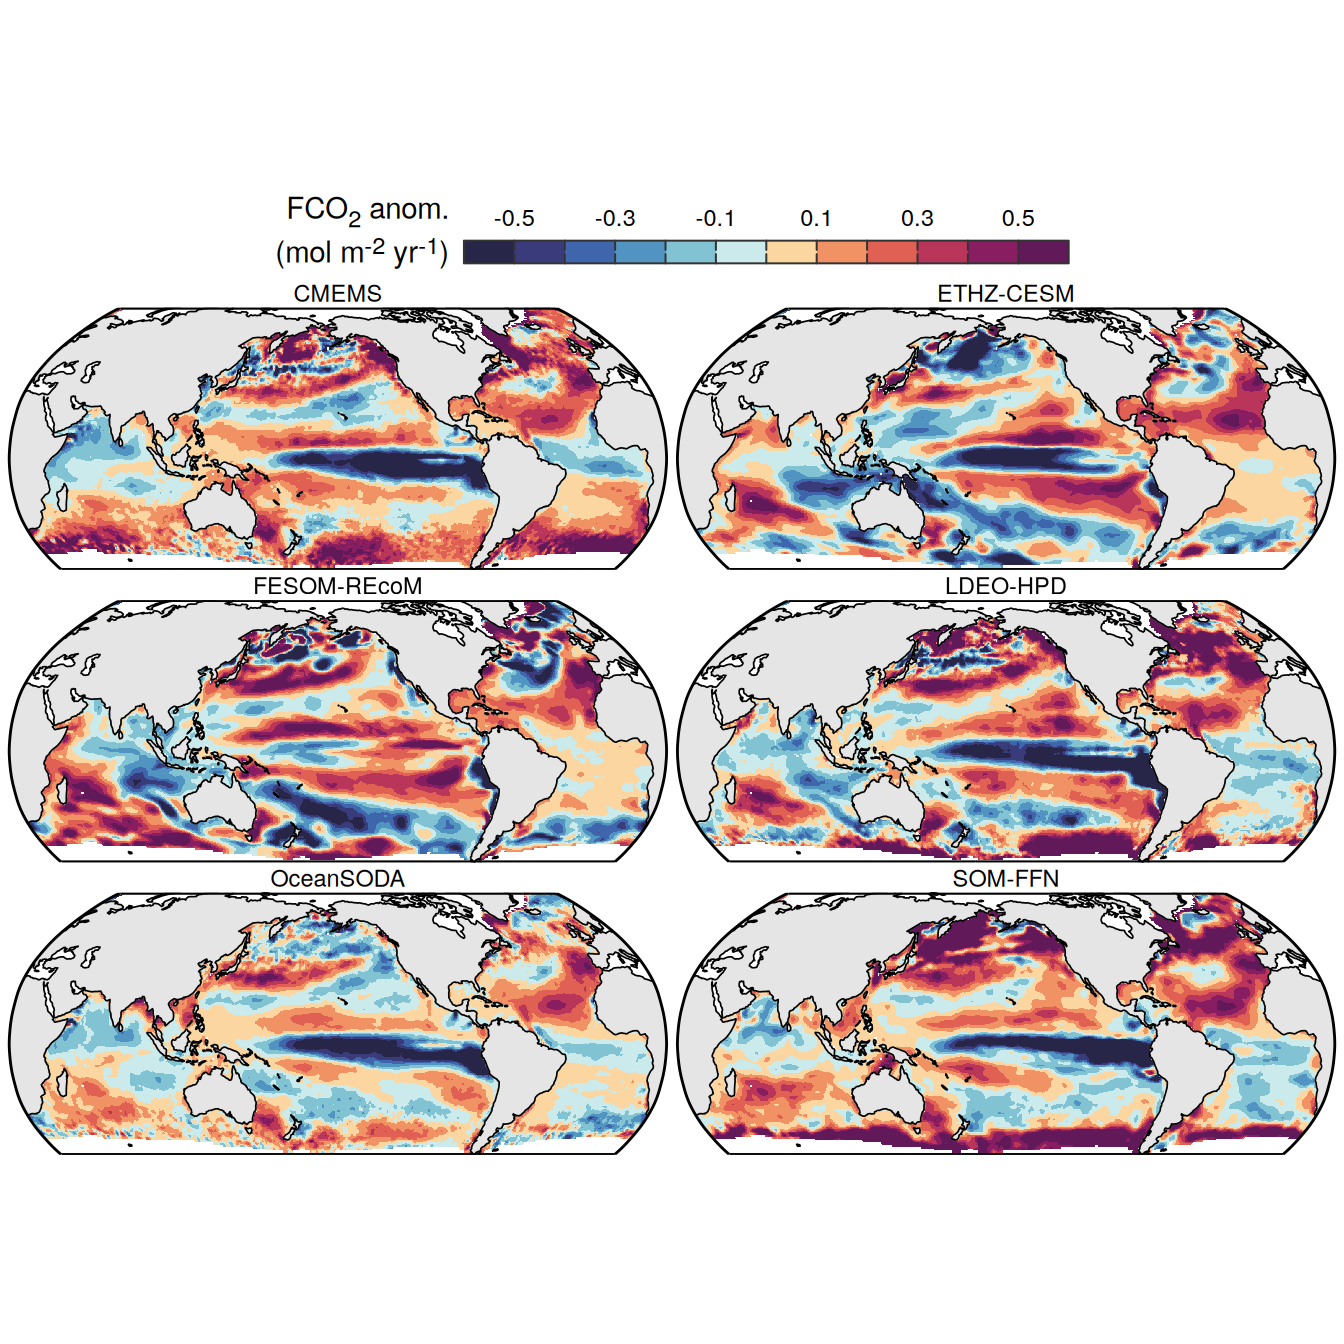 FCO₂ anom.
(mol m⁻² yr⁻¹)
-0.5 -0.3 -0.1 0.1 0.3 0.5
CMEMS ETHZ-CESM
FESOM-REcoM LDEO-HPD
OceanSODA SOM-FFN